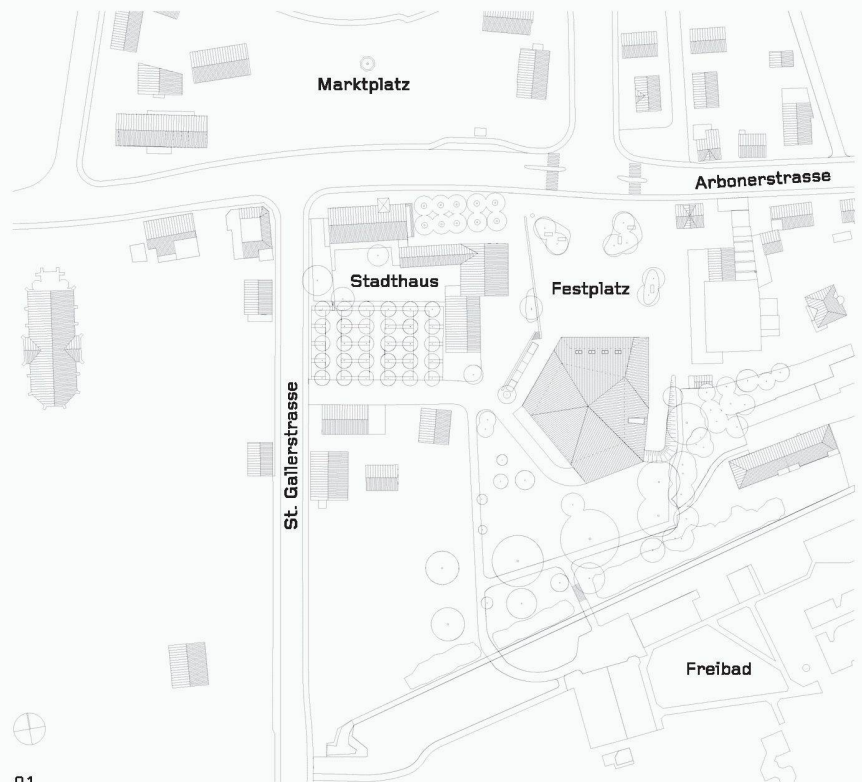 Marktplatz
Arbonerstrasse
Stadthaus
Festplatz
St. Gallerstrasse
Freibad
01